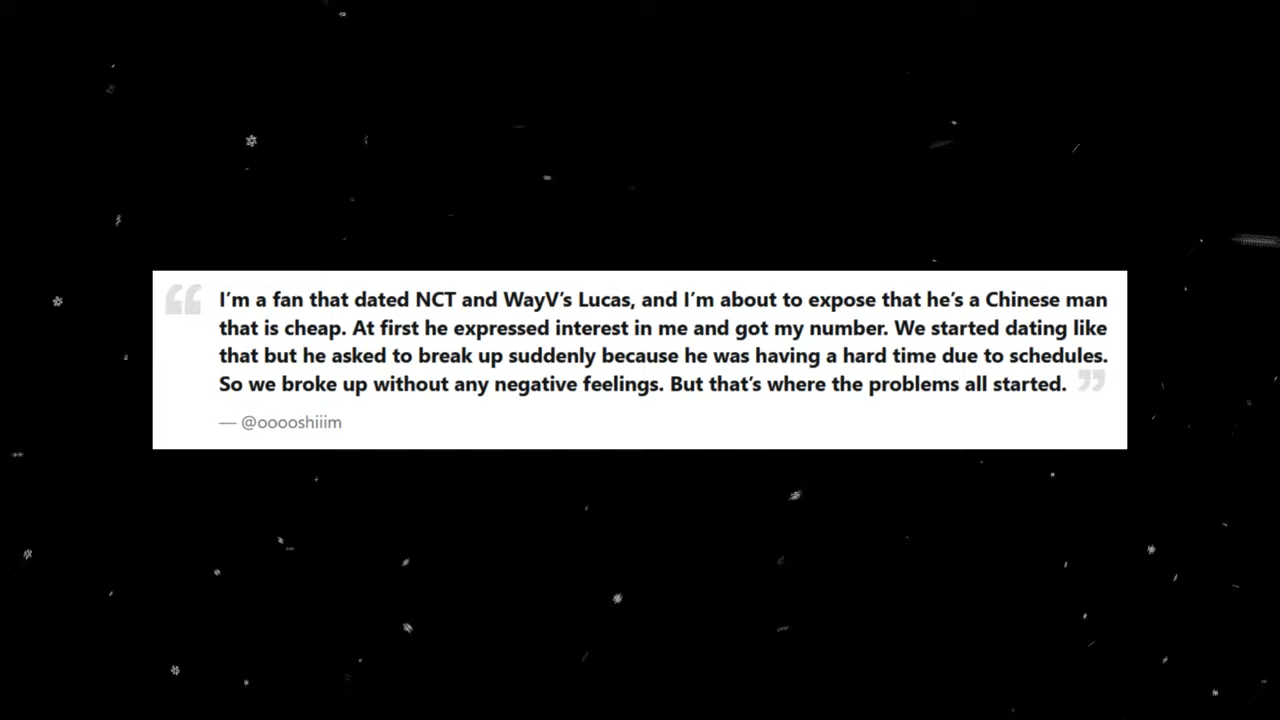 I’m a fan that dated NCT and WayV’s Lucas, and I’m about to expose that he’s a Chinese man
that is cheap. At first he expressed interest in me and got my number. We started dating like
that but he asked to break up suddenly because he was having a hard time due to schedules.
So we broke up without any negative feelings. But that’s where the problems all started.
— @ooooshiiim